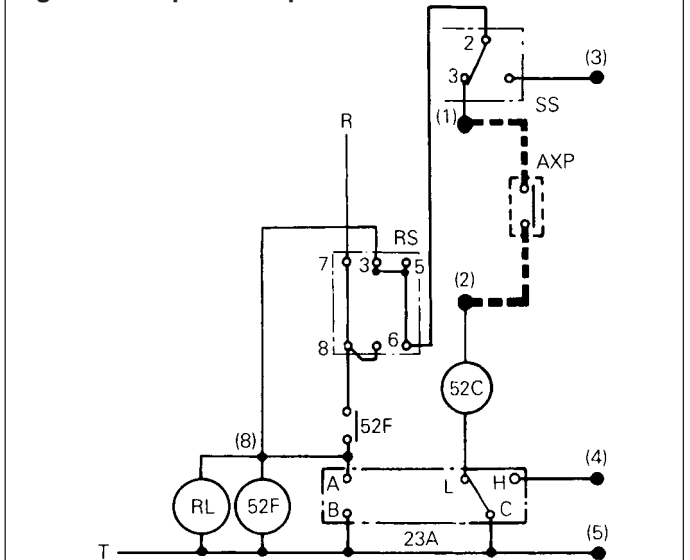 2
3
(3)
SS
(1)
R
AXP
RS
7 3 5
(2)
8 6
52C
52F
(8)
(4)
A L H
RL 52F B C
23A (5)
T